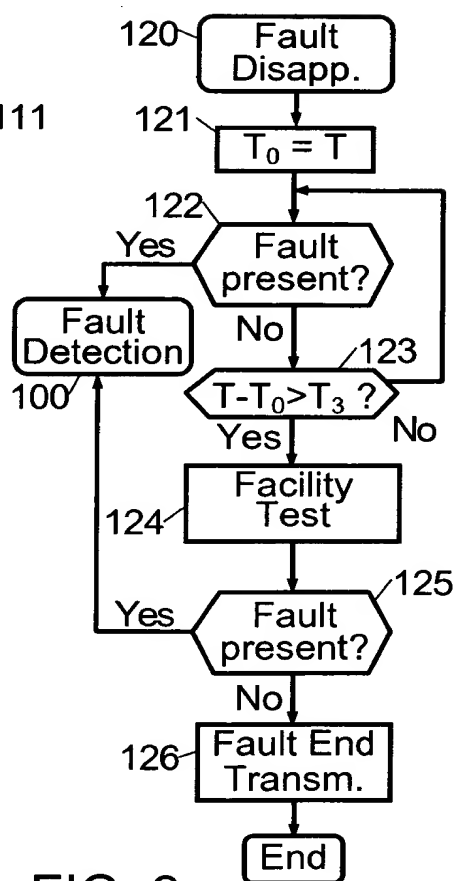 120
Fault
Disapp.
111
121
T₀ = T
122
Fault
present?
Yes
No
Fault
Detection
100
123
T-T₀>T₃ ?
No
Yes
124
Facility
Test
125
Fault
present?
Yes
No
126
Fault End
Transm.
End